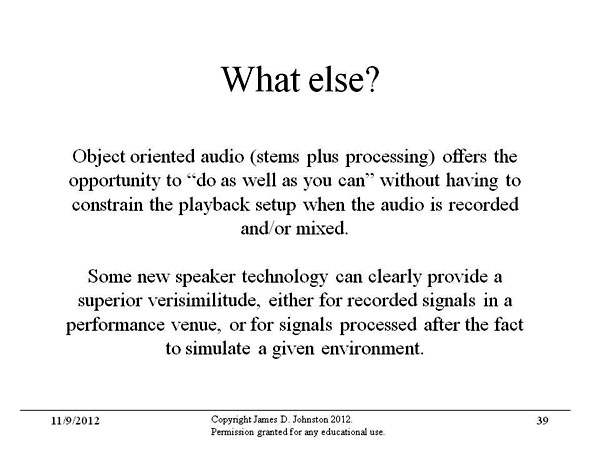 What else?
Object oriented audio (stems plus processing) offers the
opportunity to “do as well as you can” without having to
constrain the playback setup when the audio is recorded
and/or mixed.
Some new speaker technology can clearly provide a
superior verisimilitude, either for recorded signals in a
performance venue, or for signals processed after the fact
to simulate a given environment.
11/9/2012
Copyright James D. Johnston 2012.
Permission granted for any educational use.
39